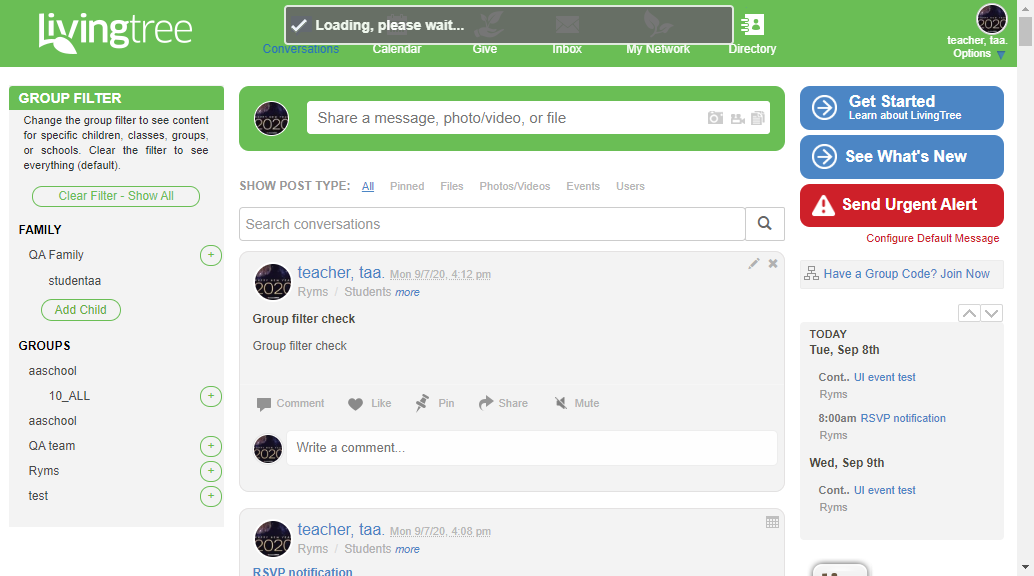 livingtree
Loading, please wait...
Conversations
Calendar
Give
Inbox
My Network
Directory
teacher, taa.
Options
GROUP FILTER
Change the group filter to see content
for specific children, classes, groups,
or schools. Clear the filter to see
everything (default).
Clear Filter - Show All
FAMILY
QA Family
+
studentaa
Add Child
GROUPS
aaschool
10_ALL
+
aaschool
QA team
+
Ryms
+
test
+
2020
Share a message, photo/video, or file
SHOW POST TYPE: All Pinned Files Photos/Videos Events Users
Search conversations
2020
teacher, taa. Mon 9/7/20, 4:12 pm
Ryms / Students more
Group filter check
Group filter check
Comment Like Pin Share Mute
2020
Write a comment...
2020
teacher, taa. Mon 9/7/20, 4:08 pm
Ryms / Students more
RSVP notification
Get Started
Learn about LivingTree
See What's New
Send Urgent Alert
Configure Default Message
Have a Group Code? Join Now
TODAY
Tue, Sep 8th
Cont.. UI event test
Ryms
8:00am RSVP notification
Ryms
Wed, Sep 9th
Cont.. UI event test
Ryms